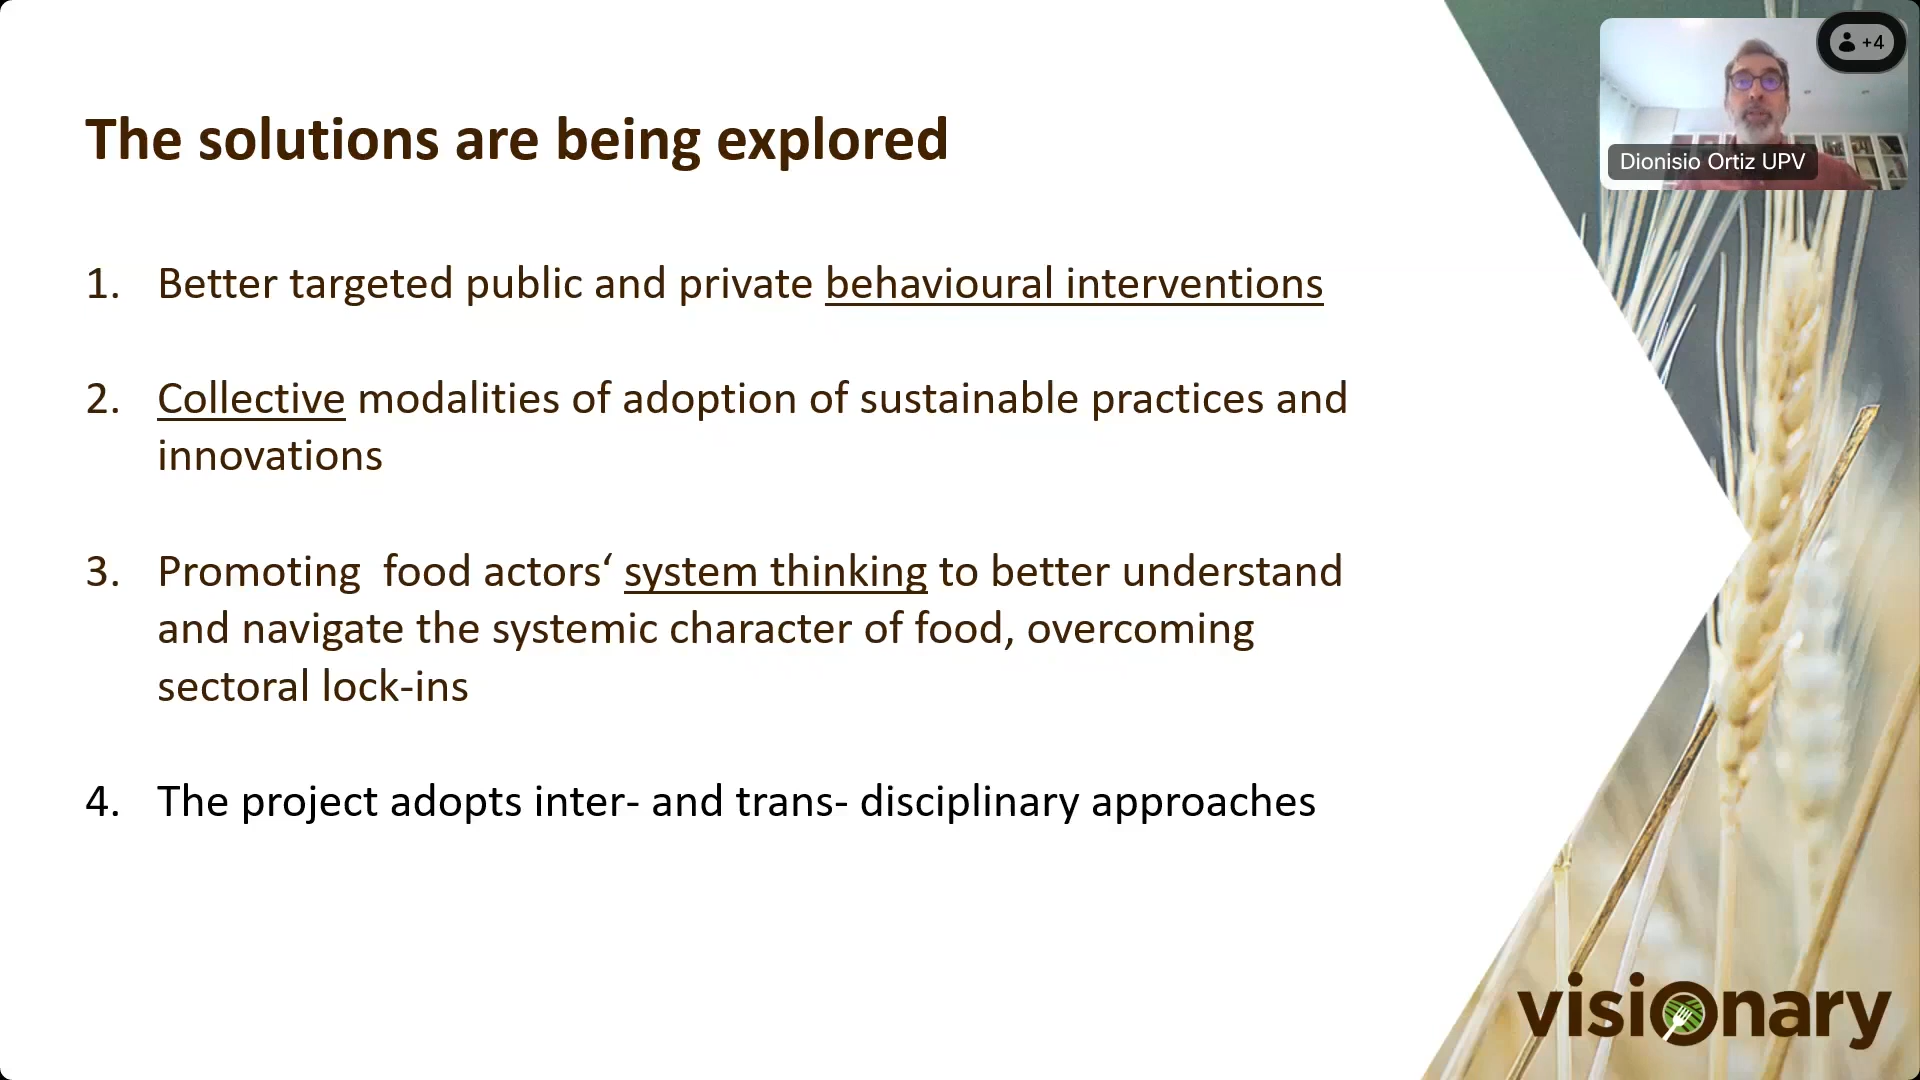 The solutions are being explored
+4
Dionisio Ortiz UPV
1. Better targeted public and private behavioural interventions
2. Collective modalities of adoption of sustainable practices and
innovations
3. Promoting  food actors‘ system thinking to better understand
and navigate the systemic character of food, overcoming
sectoral lock-ins
4. The project adopts inter- and trans- disciplinary approaches
visionary